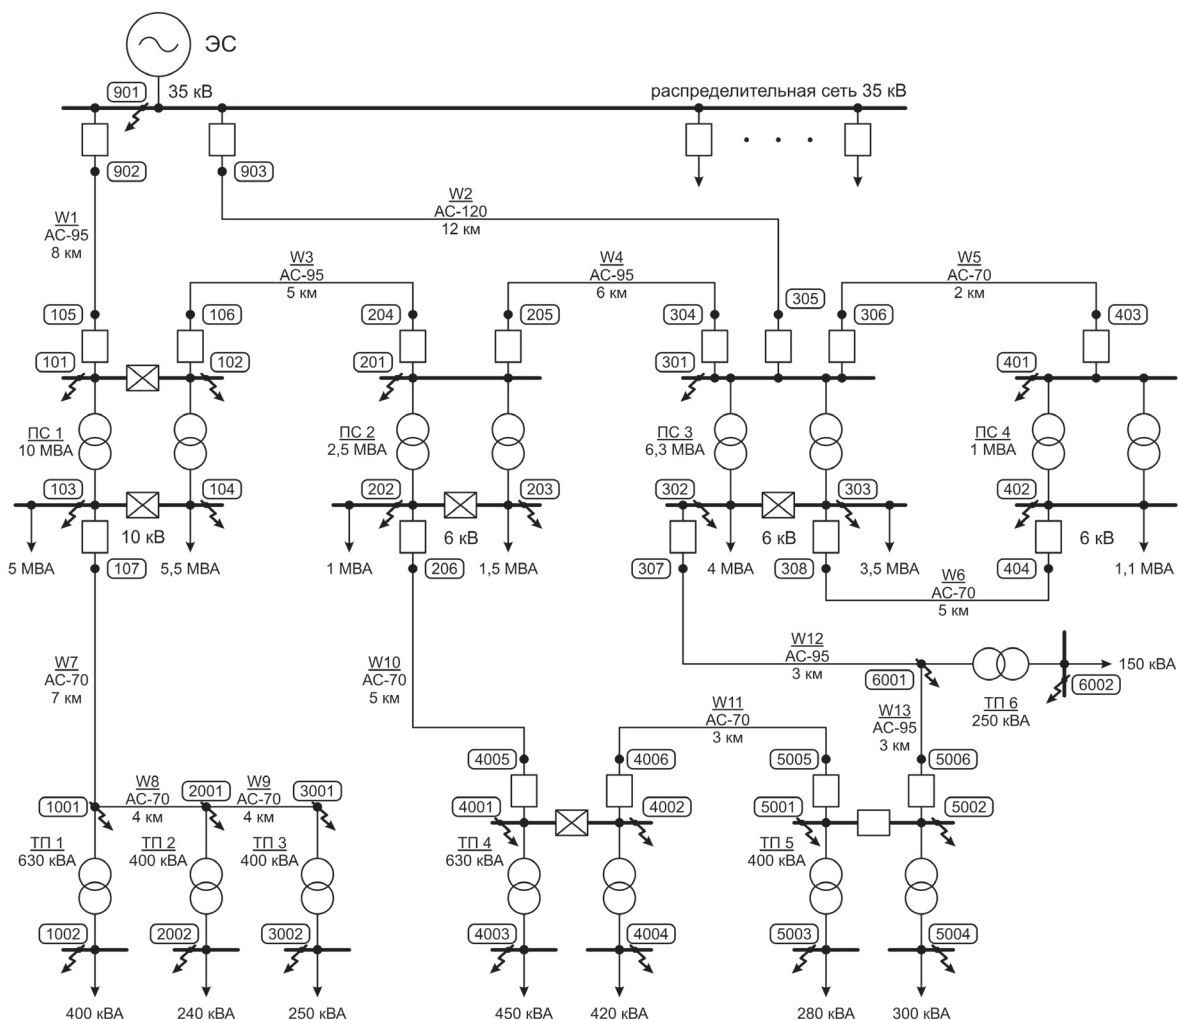 ЭС
901
35 кВ
распределительная сеть 35 кВ
902
903
W1
АС-95
8 км
W2
АС-120
12 км
W3
АС-95
5 км
W4
АС-95
6 км
W5
АС-70
2 км
105
106
204
205
304
305
306
403
101
102
201
301
401
ПС 1
10 МВА
ПС 2
2,5 МВА
ПС 3
6,3 МВА
ПС 4
1 МВА
103
104
202
203
302
303
402
10 кВ
6 кВ
6 кВ
6 кВ
5 МВА
107
5,5 МВА
1 МВА
206
1,5 МВА
307
4 МВА
308
3,5 МВА
404
1,1 МВА
W6
АС-70
5 км
W7
АС-70
7 км
W10
АС-70
5 км
W12
АС-95
3 км
6001
150 кВА
6002
ТП 6
250 кВА
W11
АС-70
3 км
W13
АС-95
3 км
4005
4006
5005
5006
W8
АС-70
4 км
W9
АС-70
4 км
1001
2001
3001
4001
4002
5001
5002
ТП 1
630 кВА
ТП 2
400 кВА
ТП 3
400 кВА
ТП 4
630 кВА
ТП 5
400 кВА
1002
2002
3002
4003
4004
5003
5004
400 кВА
240 кВА
250 кВА
450 кВА
420 кВА
280 кВА
300 кВА